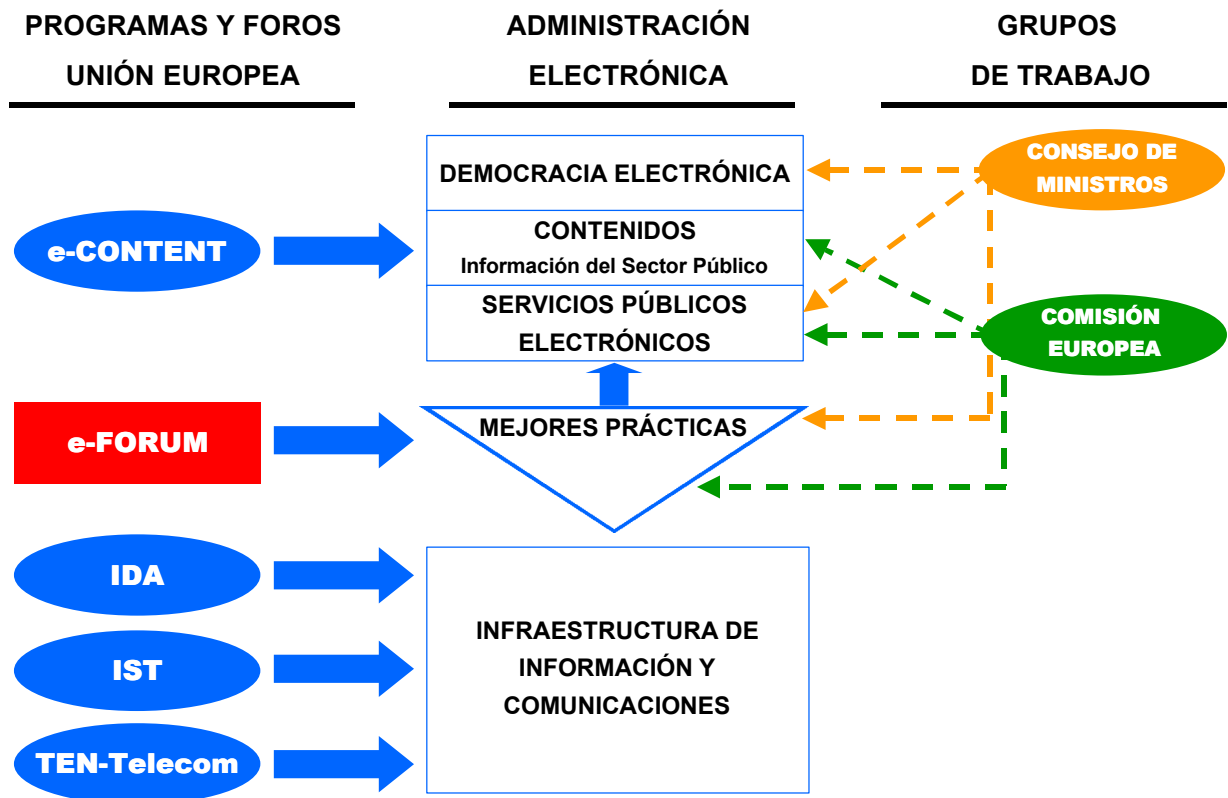 PROGRAMAS Y FOROS
UNIÓN EUROPEA
ADMINISTRACIÓN
ELECTRÓNICA
GRUPOS
DE TRABAJO
DEMOCRACIA ELECTRÓNICA
CONTENIDOS
Información del Sector Público
SERVICIOS PÚBLICOS
ELECTRÓNICOS
CONSEJO DE
MINISTROS
e-CONTENT
COMISIÓN
EUROPEA
e-FORUM
MEJORES PRÁCTICAS
IDA
IST
TEN-Telecom
INFRAESTRUCTURA DE
INFORMACIÓN Y
COMUNICACIONES